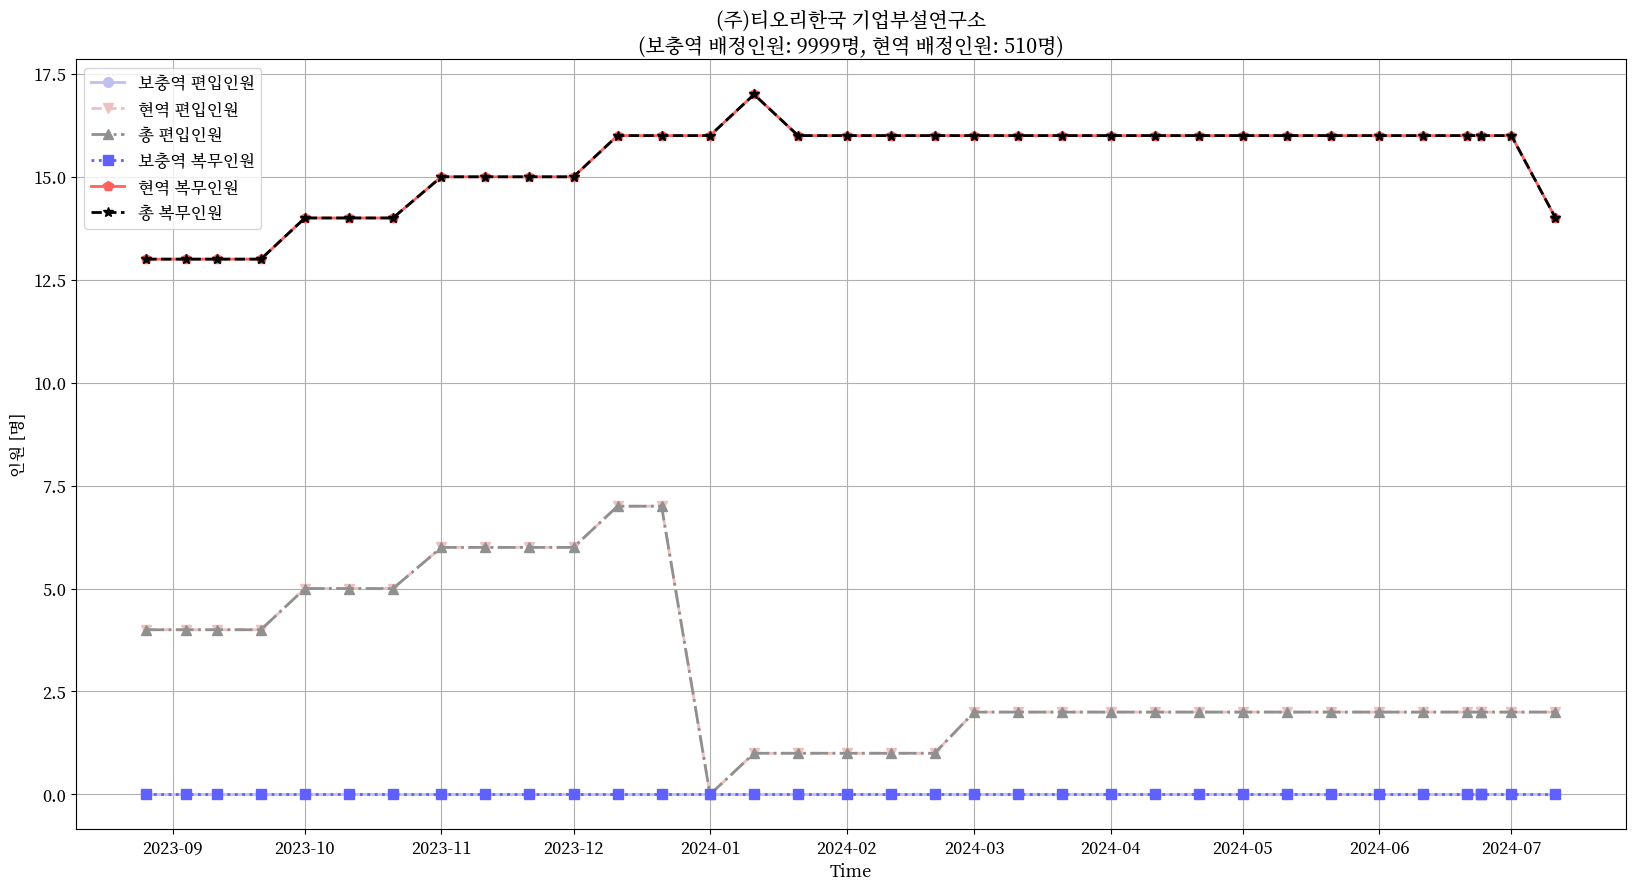 (주)티오리한국 기업부설연구소
(보충역 배정인원: 9999명, 현역 배정인원: 510명)
17.5
15.0
12.5
10.0
7.5
5.0
2.5
0.0
인원 [명]
보충역 편입인원
현역 편입인원
총 편입인원
보충역 복무인원
현역 복무인원
총 복무인원
2023-09
2023-10
2023-11
2023-12
2024-01
2024-02
2024-03
2024-04
2024-05
2024-06
2024-07
Time